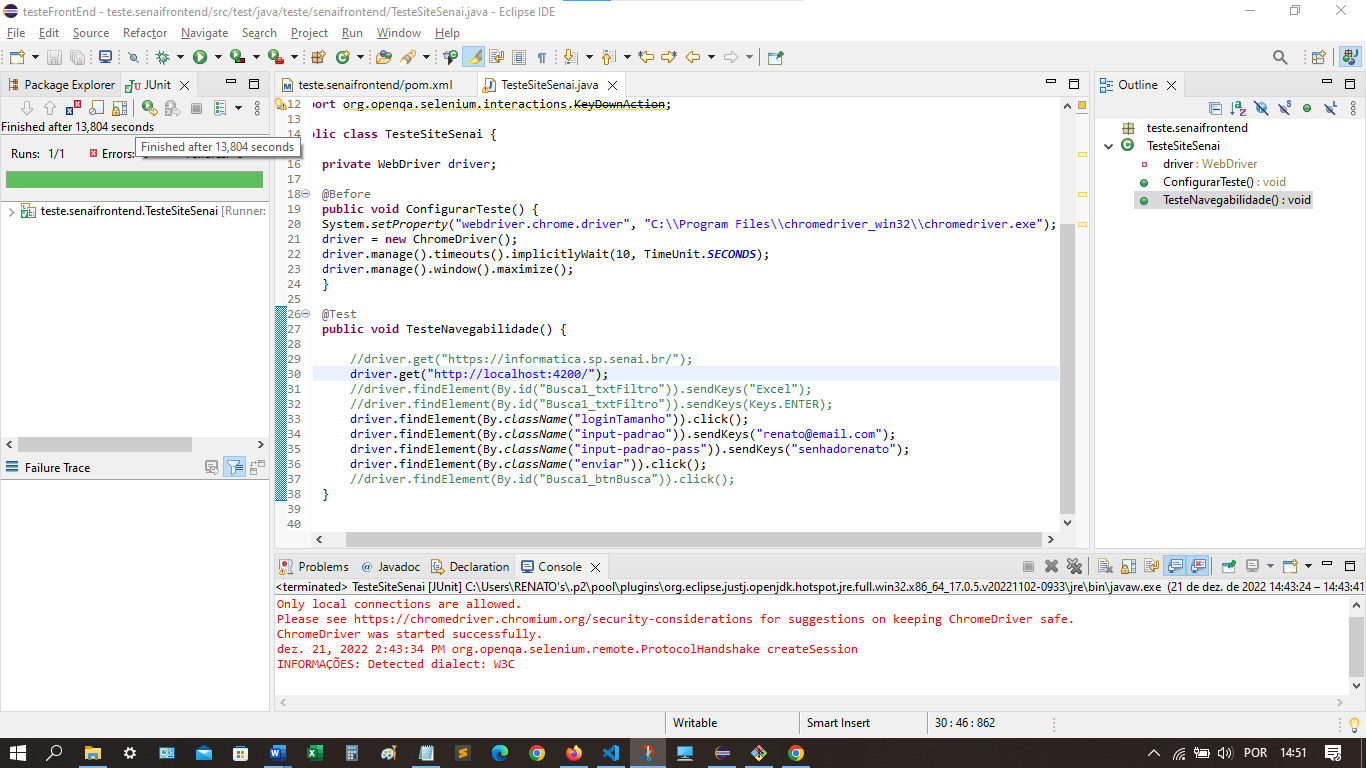 testeFrontEnd - teste.senaifrontend/src/test/java/teste/senaifrontend/TesteSiteSenai.java - Eclipse IDE
File Edit Source Refactor Navigate Search Project Run Window Help
Package Explorer JUnit
Finished after 13,804 seconds
Finished after 13,804 seconds
Runs: 1/1 Errors:
teste.senaifrontend.TesteSiteSenai [Runner:
Failure Trace
teste.senaifrontend/pom.xml TesteSiteSenai.java
12 port org.openqa.selenium.interactions.KeyDownAction;
13
14 blic class TesteSiteSenai {
16 private WebDriver driver;
17
18 @Before
19 public void ConfigurarTeste() {
20 System.setProperty("webdriver.chrome.driver", "C:\\Program Files\\chromedriver_win32\\chromedriver.exe");
21 driver = new ChromeDriver();
22 driver.manage().timeouts().implicitlyWait(10, TimeUnit.SECONDS);
23 driver.manage().window().maximize();
24 }
25
26 @Test
27 public void TesteNavegabilidade() {
28
29 //driver.get("https://informatica.sp.senai.br/");
30 driver.get("http://localhost:4200/");
31 //driver.findElement(By.id("Busca1_txtFiltro")).sendKeys("Excel");
32 //driver.findElement(By.id("Busca1_txtFiltro")).sendKeys(Keys.ENTER);
33 driver.findElement(By.className("loginTamanho")).click();
34 driver.findElement(By.className("input-padrao")).sendKeys("renato@email.com");
35 driver.findElement(By.className("input-padrao-pass")).sendKeys("senhadorenato");
36 driver.findElement(By.className("enviar")).click();
37 //driver.findElement(By.id("Busca1_btnBusca")).click();
38 }
39
40
Outline
teste.senaifrontend
TesteSiteSenai
driver : WebDriver
ConfigurarTeste() : void
TesteNavegabilidade() : void
Problems Javadoc Declaration Console
<terminated> TesteSiteSenai [JUnit] C:\Users\RENATO's\.p2\pool\plugins\org.eclipse.justj.openjdk.hotspot.jre.full.win32.x86_64_17.0.5.v20221102-0933\jre\bin\javaw.exe (21 de dez. de 2022 14:43:24 – 14:43:41
Only local connections are allowed.
Please see https://chromedriver.chromium.org/security-considerations for suggestions on keeping ChromeDriver safe.
ChromeDriver was started successfully.
dez. 21, 2022 2:43:34 PM org.openqa.selenium.remote.ProtocolHandshake createSession
INFORMAÇÕES: Detected dialect: W3C
Writable Smart Insert 30 : 46 : 862
POR 14:51